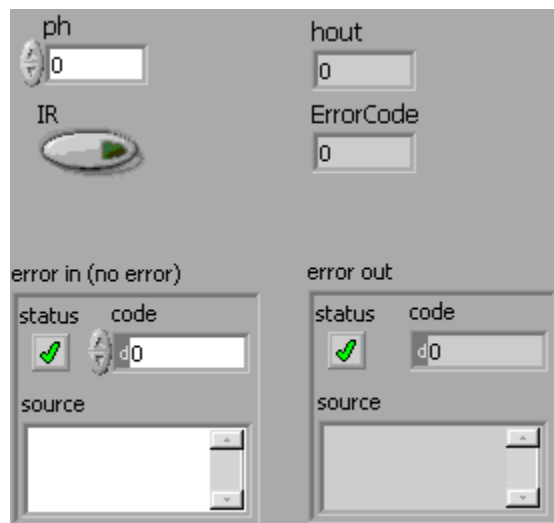 ph
0
IR
hout
0
ErrorCode
0
error in (no error)
status code
d0
source
error out
status code
d0
source